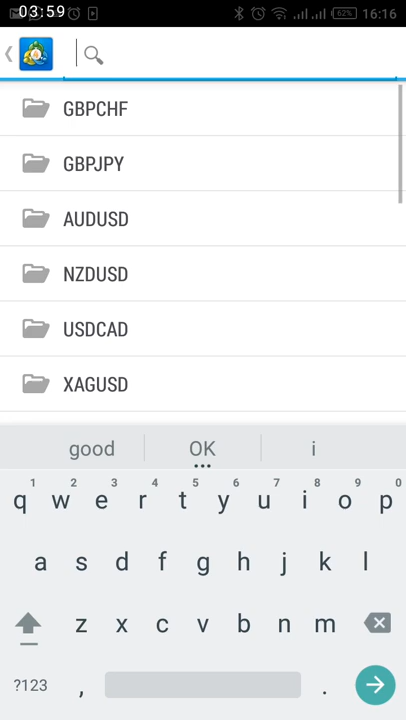 03:59
62% 16:16
GBPCHF
GBPJPY
AUDUSD
NZDUSD
USDCAD
XAGUSD
good OK i
1 2 3 4 5 6 7 8 9 0
q w e r t y u i o p
a s d f g h j k l
z x c v b n m
?123 , .